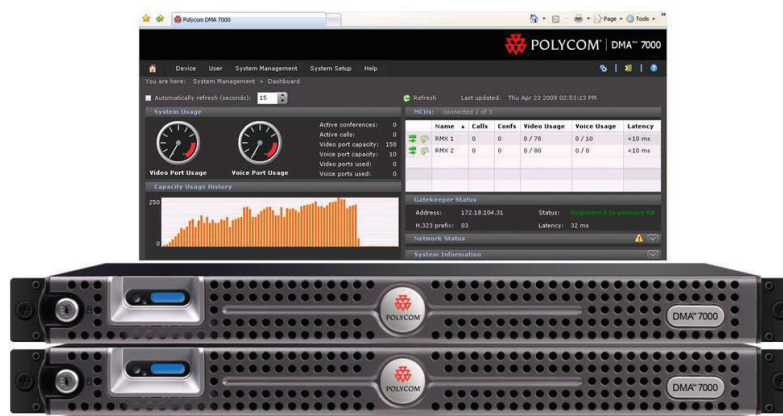 Polycom DMA 7000
Page
Tools
POLYCOM® | DMA™ 7000
Device User System Management System Setup Help
You are here: System Management > Dashboard
Automatically refresh (seconds): 15
Refresh Last updated: Thu Apr 23 2009 02:53:23 PM
System Usage
Active conferences: 0
Active calls: 0
Video port capacity: 158
Voice port capacity: 10
Video ports used: 0
Voice ports used: 0
Video Port Usage
Voice Port Usage
MCUs: connected 2 of 3
Name Calls Confs Video Usage Voice Usage Latency
RMX 1 0 0 0 / 78 0 / 10 <10 ms
RMX 2 0 0 0 / 80 0 / 0 <10 ms
Capacity Usage History
250
0
Gatekeeper Status
Address: 172.18.104.31 Status: Registered to primary GK
H.323 prefix: 03 Latency: 32 ms
Network Status
System Information
POLYCOM
DMA™ 7000
POLYCOM
DMA™ 7000